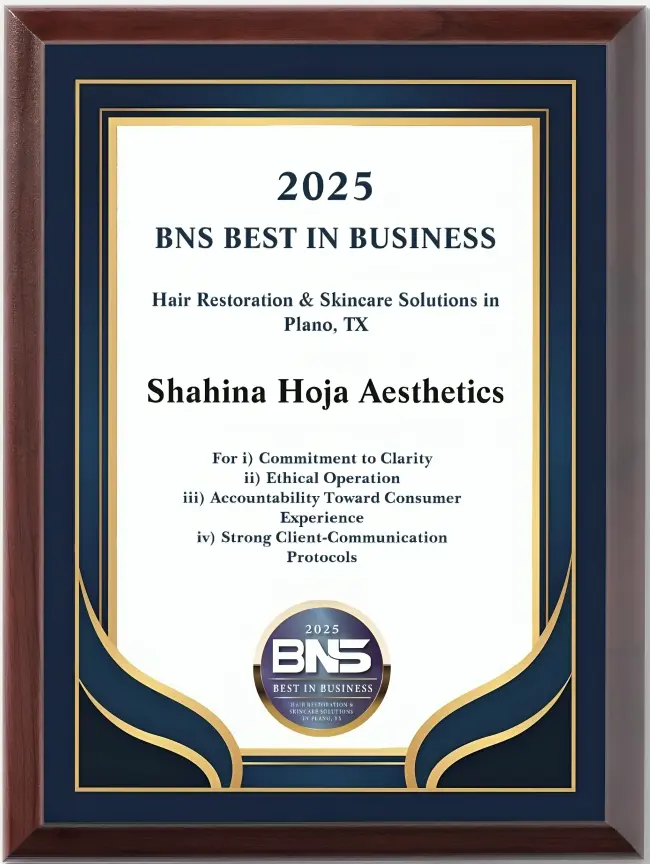 2025
BNS BEST IN BUSINESS
Hair Restoration & Skincare Solutions in
Plano, TX
Shahina Hoja Aesthetics
For i) Commitment to Clarity
ii) Ethical Operation
iii) Accountability Toward Consumer
Experience
iv) Strong Client-Communication
Protocols
2025
BNS
BEST IN BUSINESS
HAIR RESTORATION &
SKINCARE SOLUTIONS
IN PLANO, TX